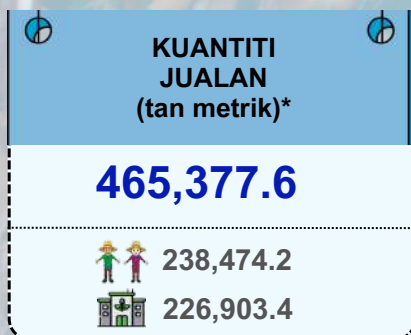 KUANTITI
JUALAN
(tan metrik)*
465,377.6
238,474.2
226,903.4